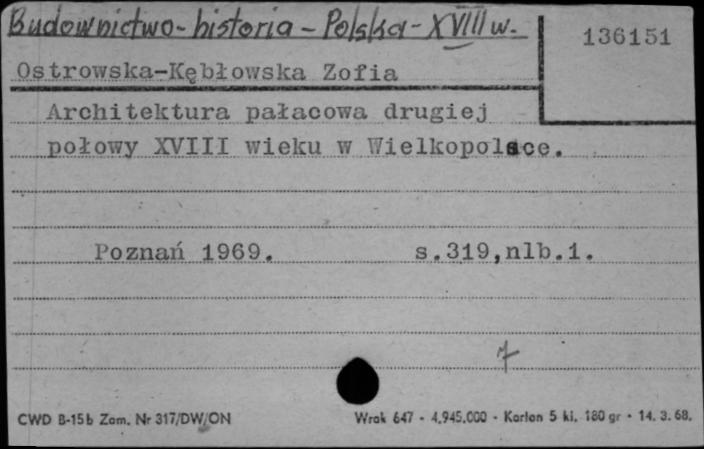 Budownictwo - historia - Polska - XVIII w.
136151
Ostrowska-Kębłowska Zofia
Architektura pałacowa drugiej
połowy XVIII wieku w Wielkopolsce.
Poznań 1969. s.319,nlb.1.
7
CWD B-15b Zam. Nr 317/DW/ON Wrak 647 - 4.945.000 - Karton 5 kl. 180 gr - 14. 3. 68.